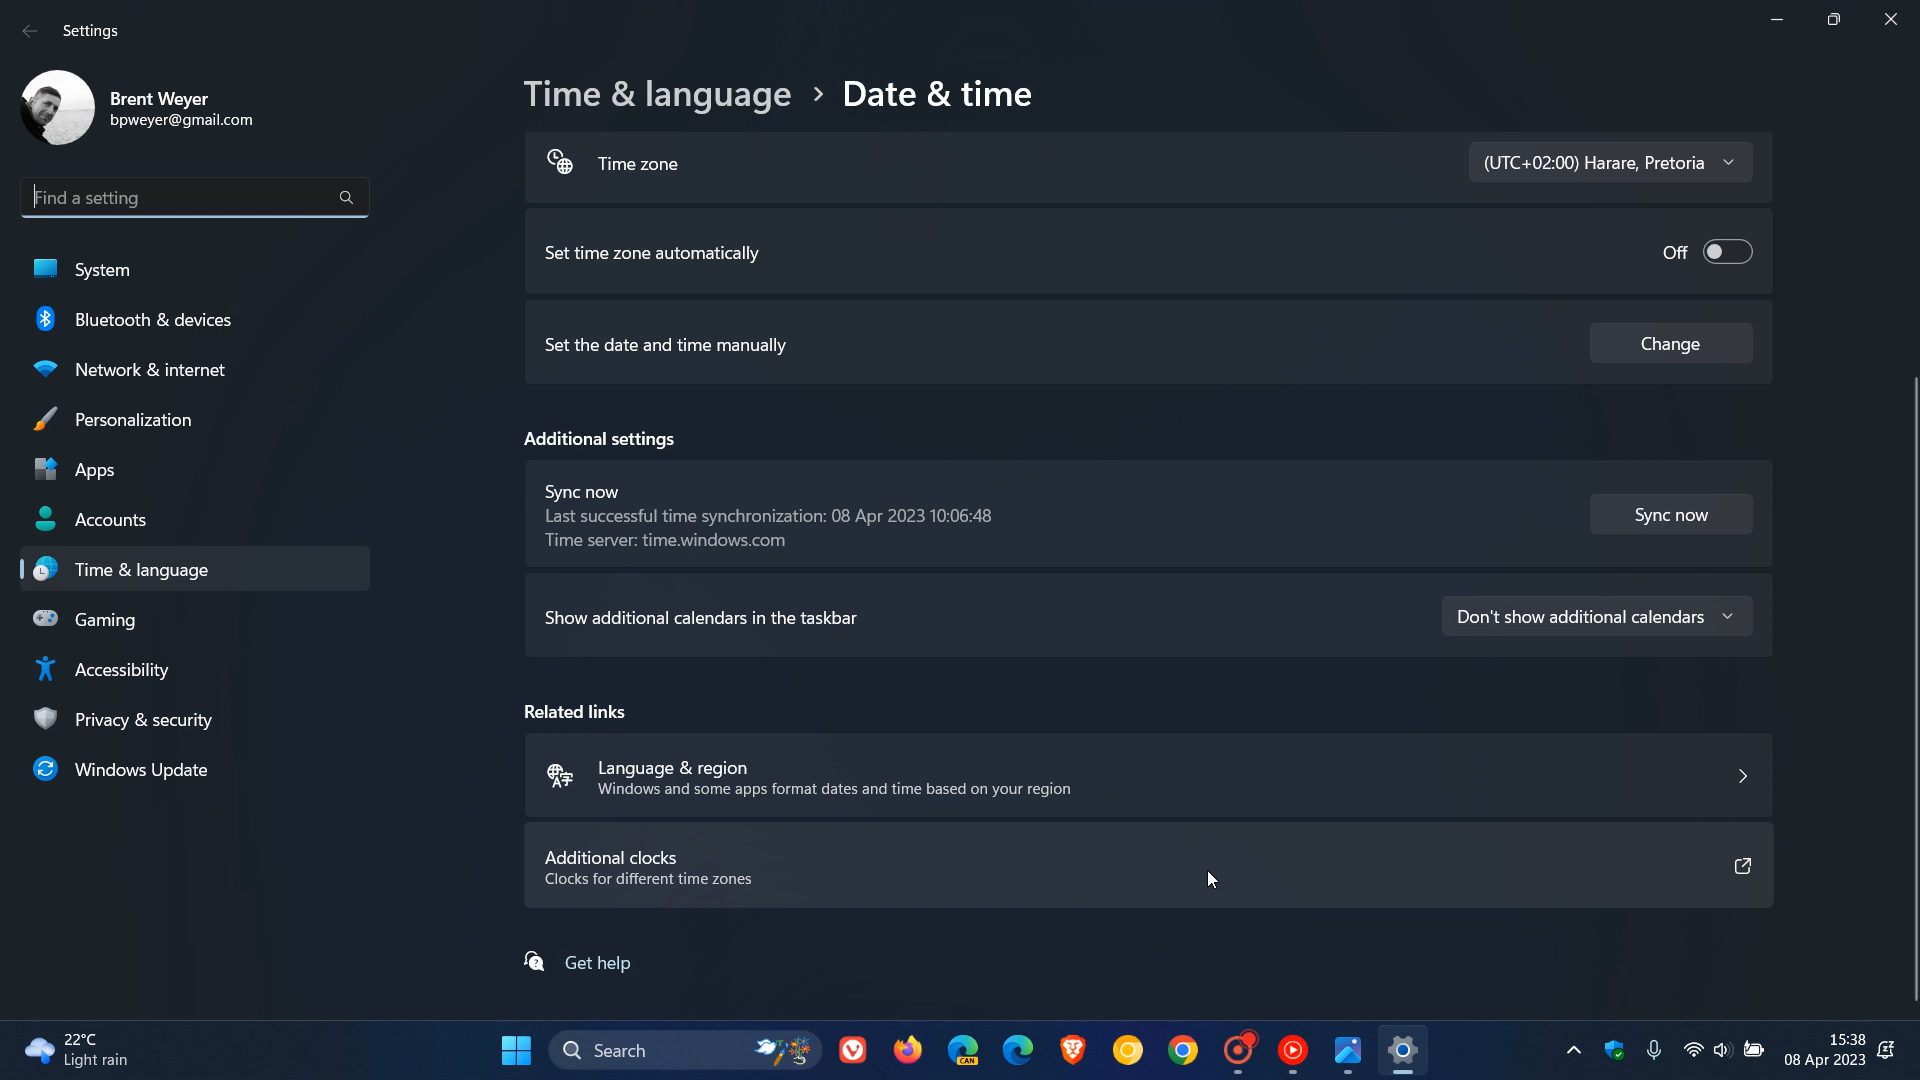 Settings
Brent Weyer
bpweyer@gmail.com
Find a setting
System
Bluetooth & devices
Network & internet
Personalization
Apps
Accounts
Time & language
Gaming
Accessibility
Privacy & security
Windows Update
Time & language > Date & time
Time zone
(UTC+02:00) Harare, Pretoria
Set time zone automatically
Off
Set the date and time manually
Change
Additional settings
Sync now
Last successful time synchronization: 08 Apr 2023 10:06:48
Time server: time.windows.com
Sync now
Show additional calendars in the taskbar
Don't show additional calendars
Related links
Language & region
Windows and some apps format dates and time based on your region
Additional clocks
Clocks for different time zones
Get help
22°C
Light rain
Search
CAN
15:38
08 Apr 2023